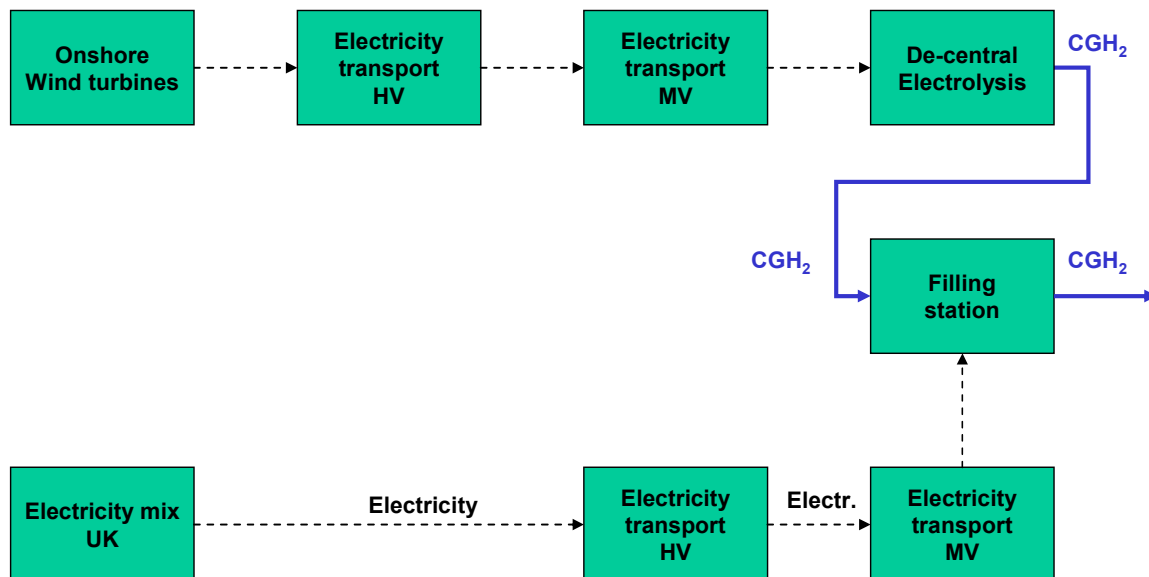 Onshore
Wind turbines
Electricity
transport
HV
Electricity
transport
MV
De-central
Electrolysis
CGH₂
CGH₂
Filling
station
CGH₂
Electricity mix
UK
Electricity
Electricity
transport
HV
Electr.
Electricity
transport
MV